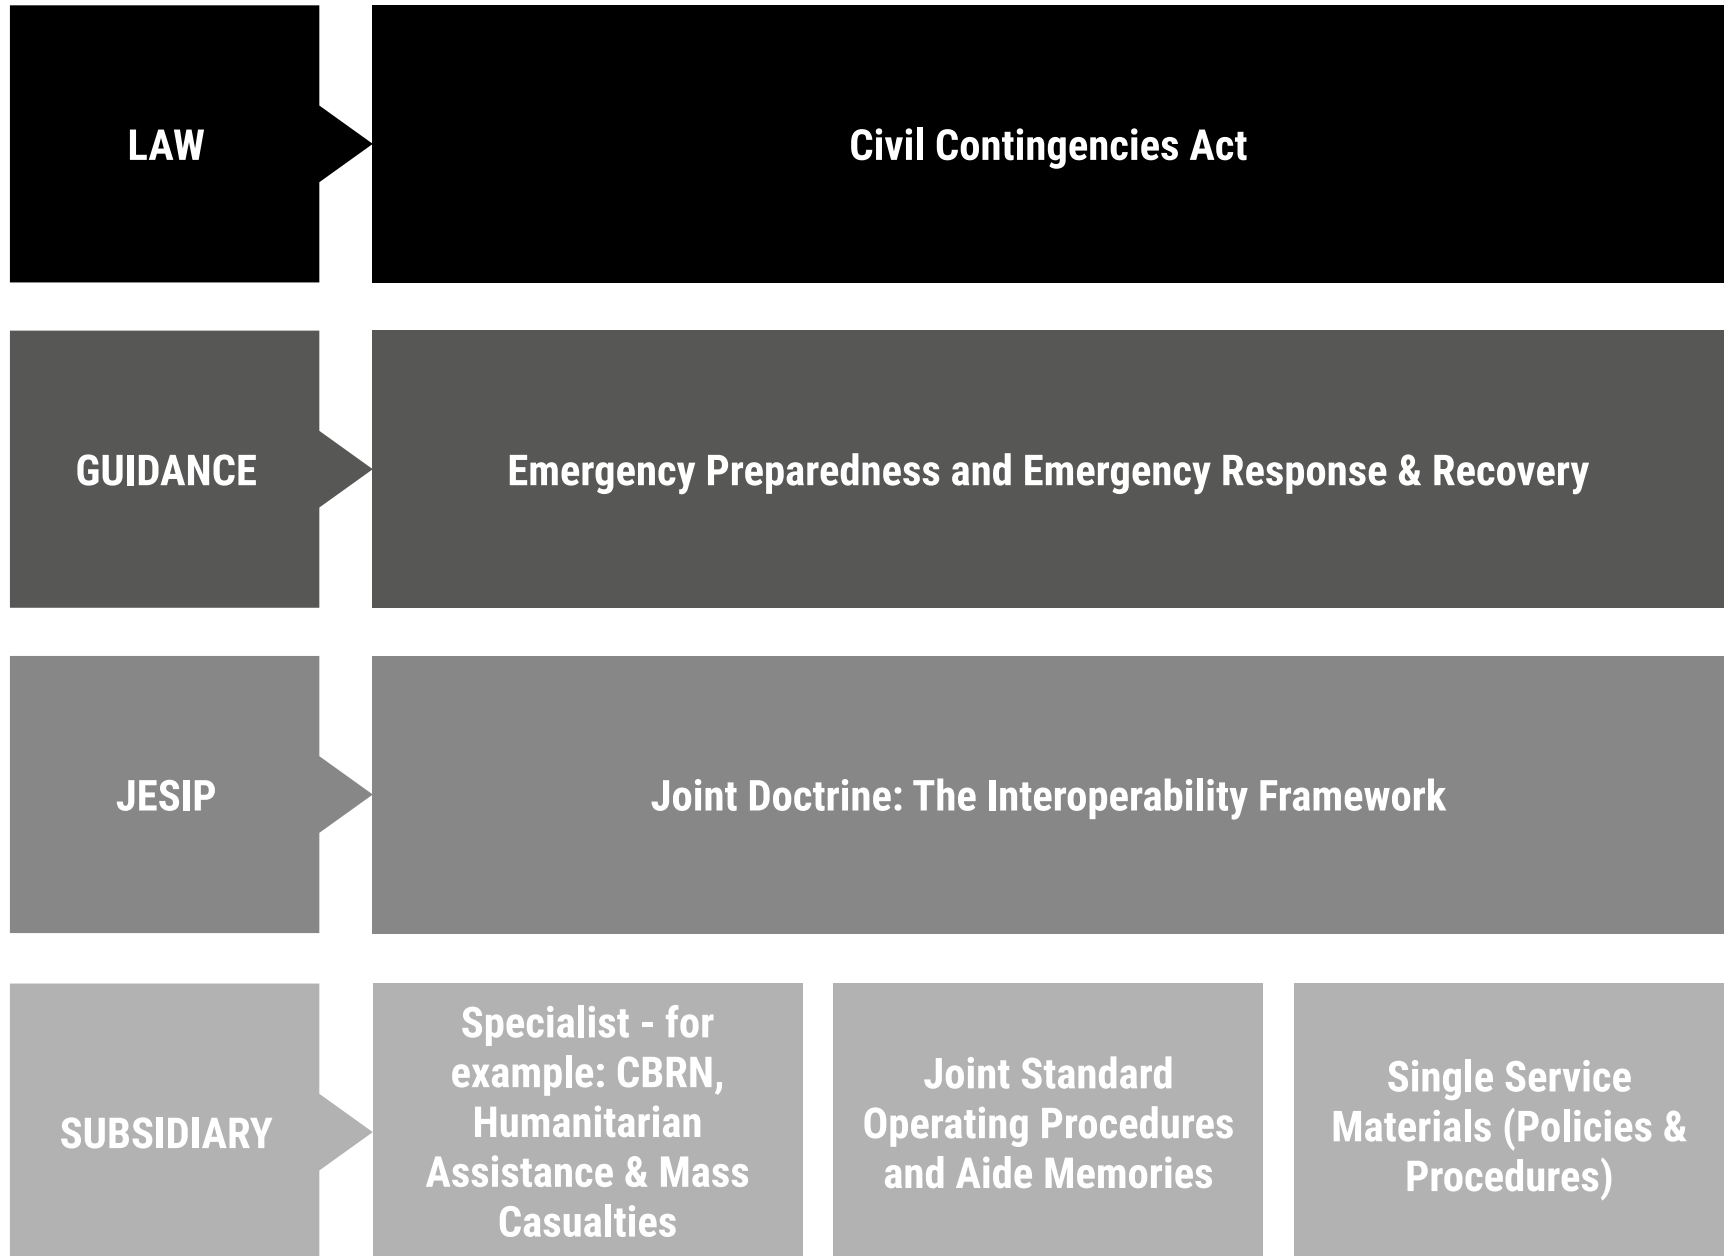 LAW
Civil Contingencies Act
GUIDANCE
Emergency Preparedness and Emergency Response & Recovery
JESIP
Joint Doctrine: The Interoperability Framework
SUBSIDIARY
Specialist - for
example: CBRN,
Humanitarian
Assistance & Mass
Casualties
Joint Standard
Operating Procedures
and Aide Memories
Single Service
Materials (Policies &
Procedures)